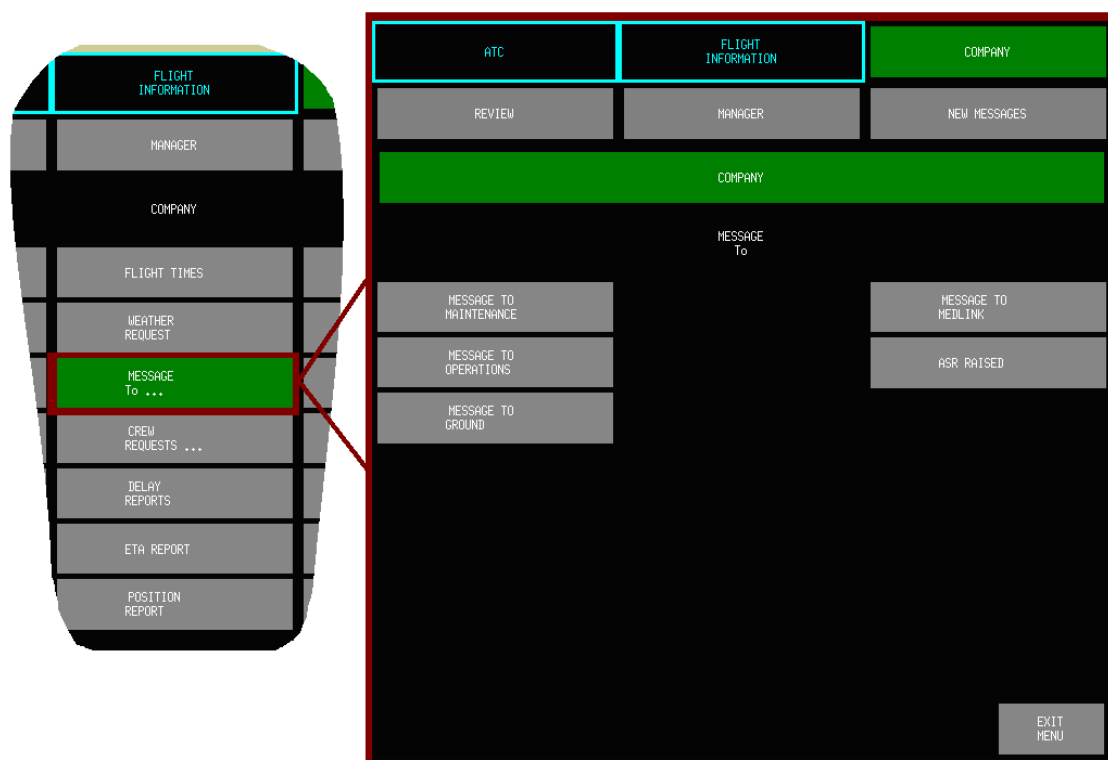 FLIGHT
INFORMATION
MANAGER
COMPANY
FLIGHT TIMES
WEATHER
REQUEST
MESSAGE
To ...
CREW
REQUESTS ...
DELAY
REPORTS
ETA REPORT
POSITION
REPORT
ATC
FLIGHT
INFORMATION
COMPANY
REVIEW
MANAGER
NEW MESSAGES
COMPANY
MESSAGE
To
MESSAGE TO
MAINTENANCE
MESSAGE TO
MEDLINK
MESSAGE TO
OPERATIONS
ASR RAISED
MESSAGE TO
GROUND
EXIT
MENU